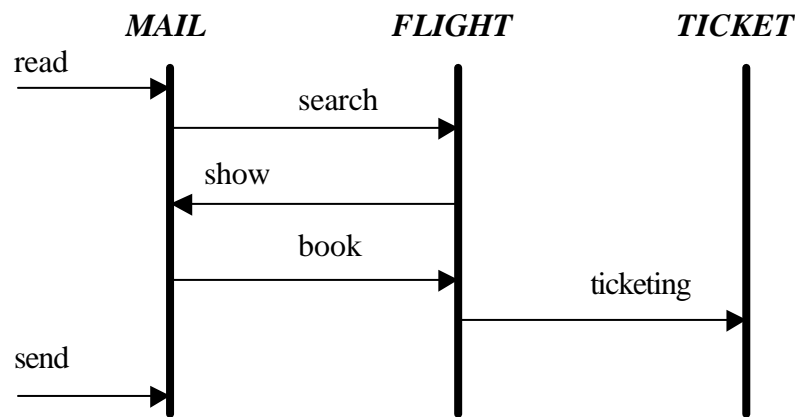 MAIL FLIGHT TICKET
read
search
show
book
ticketing
send